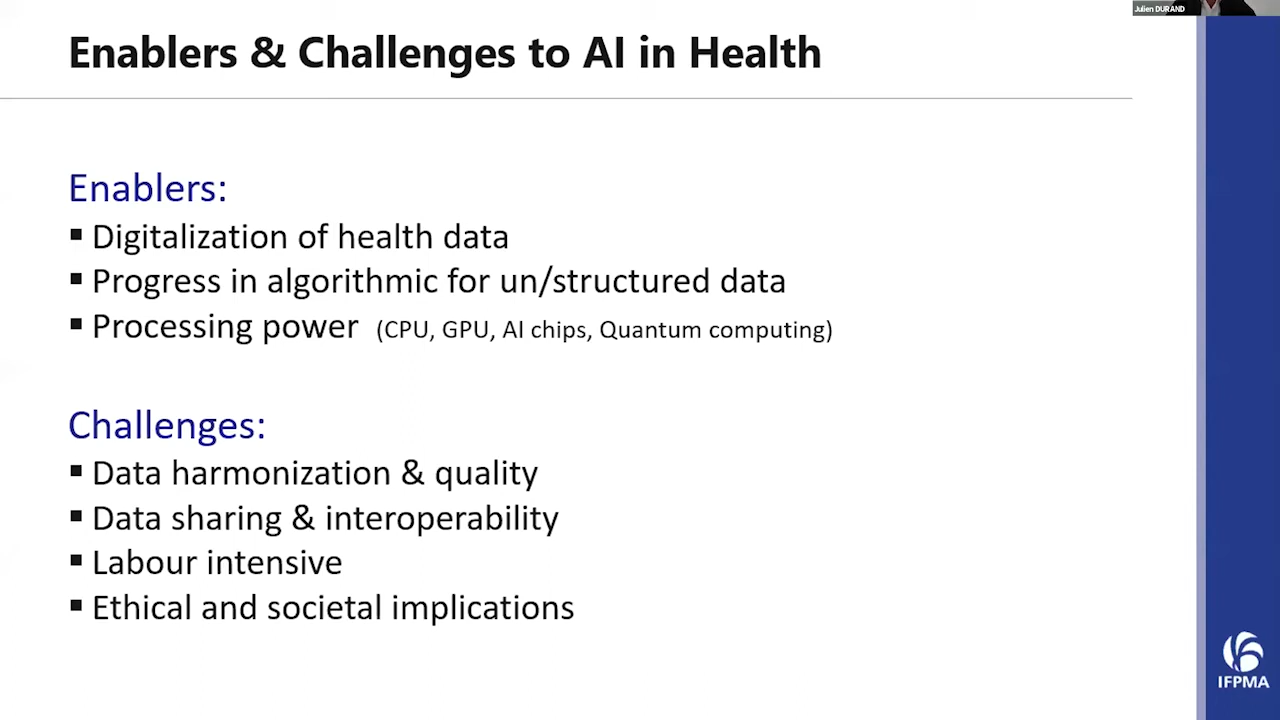 Julien DURAND
Enablers & Challenges to AI in Health
Enablers:
▪ Digitalization of health data
▪ Progress in algorithmic for un/structured data
▪ Processing power (CPU, GPU, AI chips, Quantum computing)
Challenges:
▪ Data harmonization & quality
▪ Data sharing & interoperability
▪ Labour intensive
▪ Ethical and societal implications
IFPMA